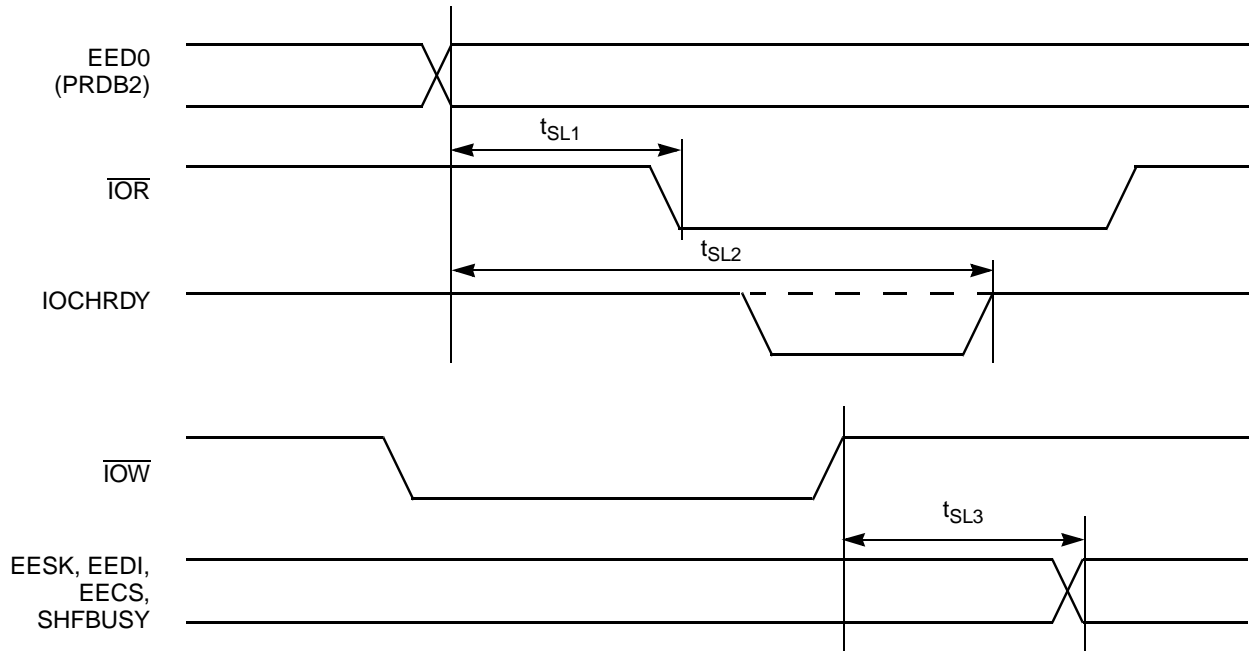 EED0
(PRDB2)
tSL1
IOR
tSL2
IOCHRDY
IOW
tSL3
EESK, EEDI,
EECS,
SHFBUSY